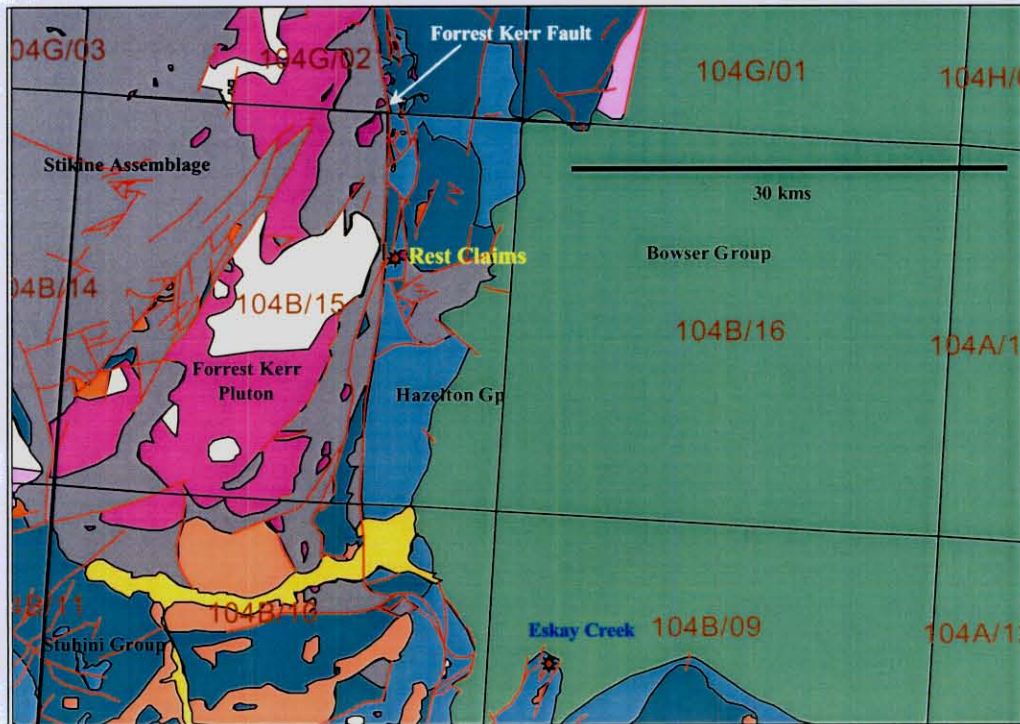 Forrest Kerr Fault
104G/03
104G/02
104G/01
104H/0
Stikine Assemblage
30 kms
Rest Claims
Bowser Group
04B/14
104B/15
104B/16
104A/1
Forrest Kerr
Pluton
Hazelton Gp
104B/10
Eskay Creek
104B/09
104A/1
Stuhini Group